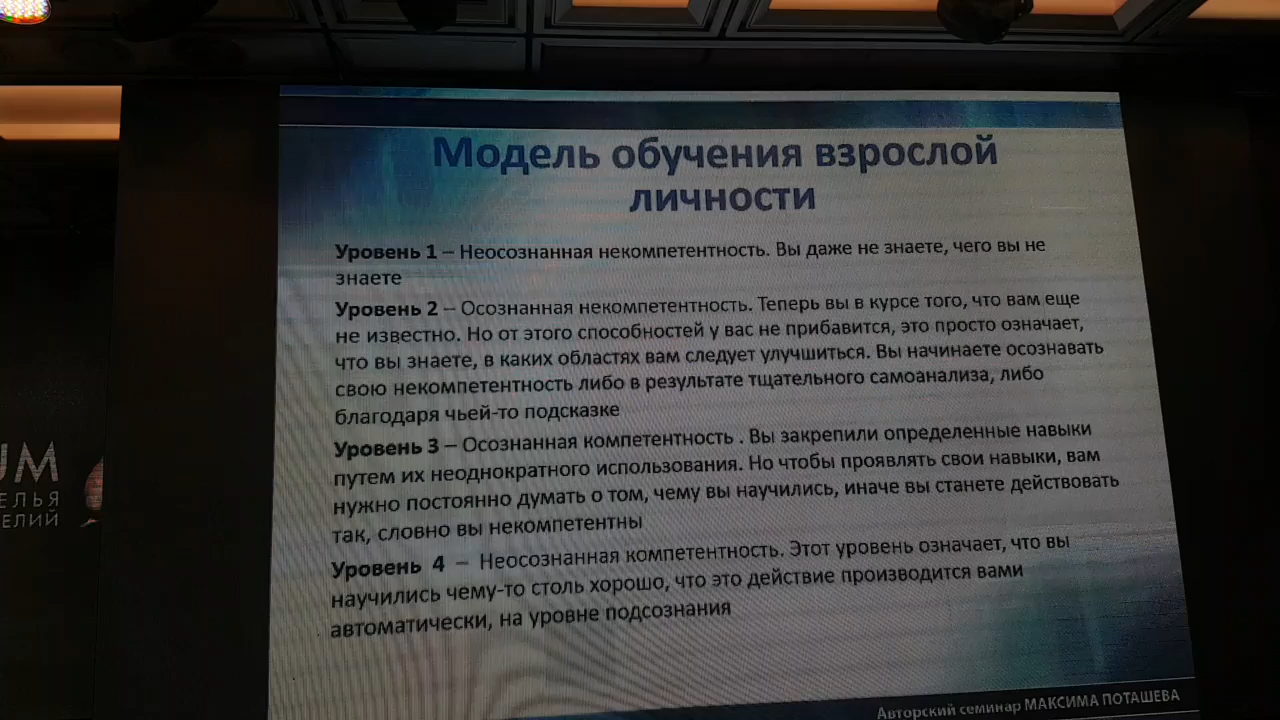 Модель обучения взрослой
личности
Уровень 1 – Неосознанная некомпетентность. Вы даже не знаете, чего вы не
знаете
Уровень 2 – Осознанная некомпетентность. Теперь вы в курсе того, что вам еще
не известно. Но от этого способностей у вас не прибавится, это просто означает,
что вы знаете, в каких областях вам следует улучшиться. Вы начинаете осознавать
свою некомпетентность либо в результате тщательного самоанализа, либо
благодаря чьей-то подсказке
Уровень 3 – Осознанная компетентность . Вы закрепили определенные навыки
путем их неоднократного использования. Но чтобы проявлять свои навыки, вам
нужно постоянно думать о том, чему вы научились, иначе вы станете действовать
так, словно вы некомпетентны
Уровень 4 – Неосознанная компетентность. Этот уровень означает, что вы
научились чему-то столь хорошо, что это действие производится вами
автоматически, на уровне подсознания
Авторский семинар МАКСИМА ПОТАШЕВА
UM
ЕЛЬЯ
ЕЛИЙ